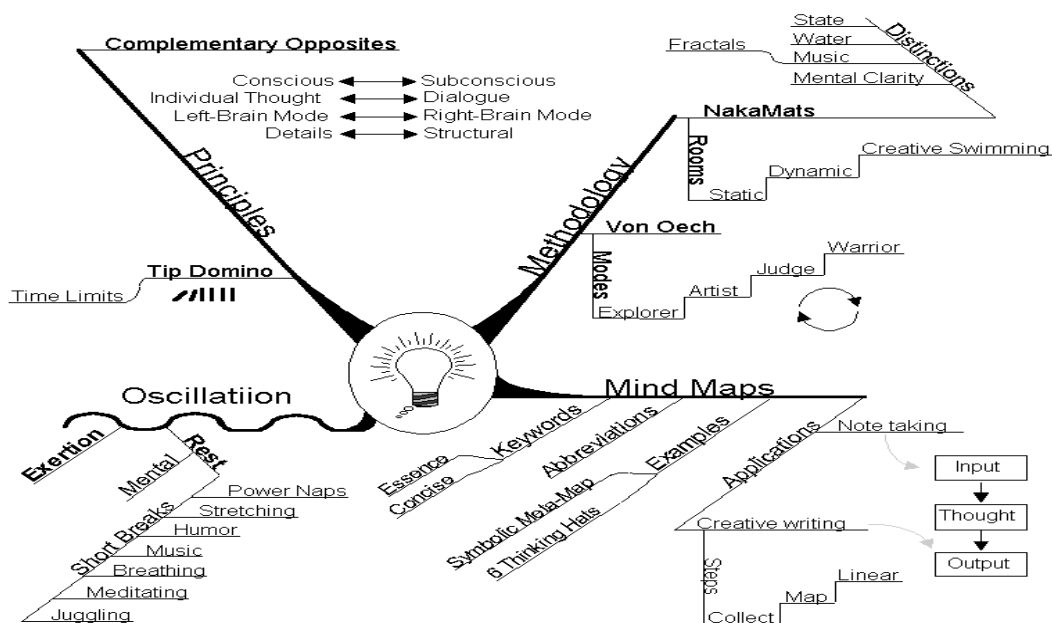 Complementary Opposites
Conscious Subconscious
Individual Thought Dialogue
Left-Brain Mode Right-Brain Mode
Details Structural
Principles
Tip Domino
Time Limits
Methodology
NakaMats
Distinctions
State
Water
Fractals
Music
Mental Clarity
Rooms
Static
Dynamic
Creative Swimming
Von Oech
Modes
Explorer
Artist
Judge
Warrior
Oscillatiion
Exertion
Rest
Mental
Short Breaks
Power Naps
Stretching
Humor
Music
Breathing
Meditating
Juggling
Mind Maps
Keywords
Essence
Concise
Abbreviations
Examples
Symbolic Meta-Map
6 Thinking Hats
Applications
Note taking
Creative writing
Steps
Collect
Map
Linear
Input
Thought
Output